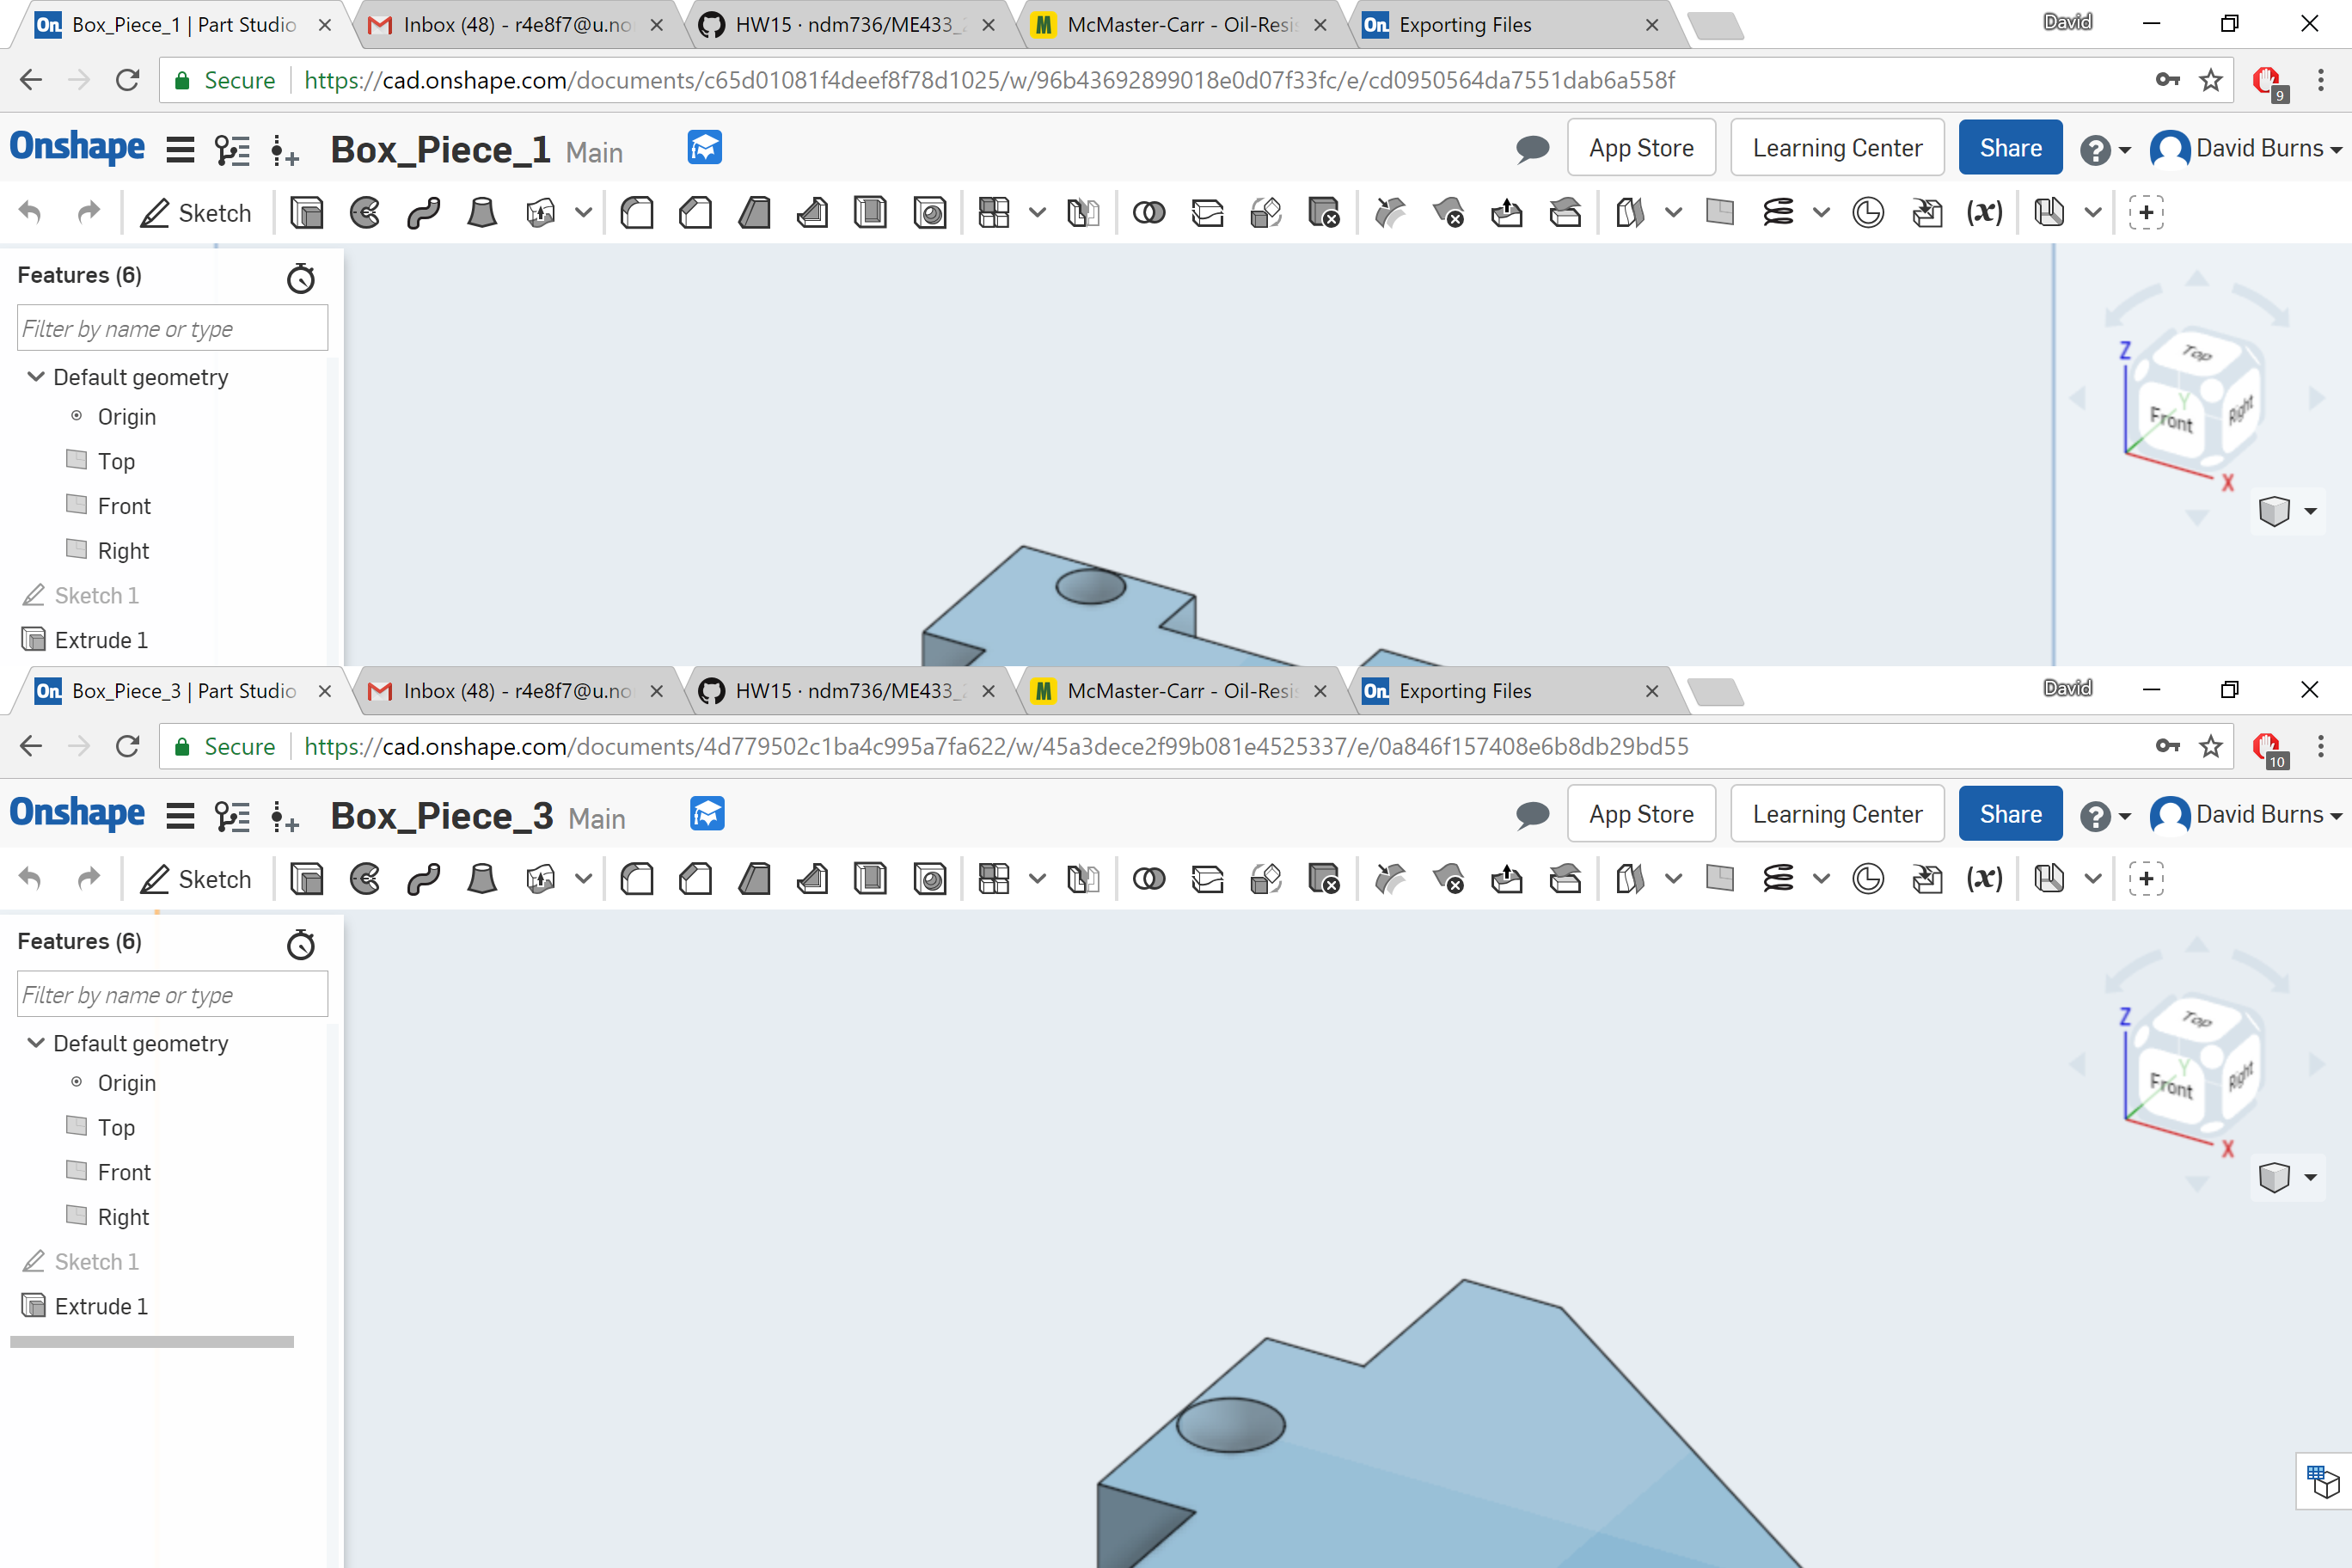 On Box_Piece_1 | Part Studio
Inbox (48) - r4e8f7@u.no
HW15 · ndm736/ME433_2
M McMaster-Carr - Oil-Resis
On Exporting Files
David
Secure https://cad.onshape.com/documents/c65d01081f4deef8f78d1025/w/96b43692899018e0d07f33fc/e/cd0950564da7551dab6a558f
9
Onshape Box_Piece_1 Main App Store Learning Center Share ? David Burns
Sketch (x)
Features (6)
Filter by name or type
Default geometry
Origin
Top
Front
Right
Sketch 1
Extrude 1
Z
Top
Front
Y
Right
X
On Box_Piece_3 | Part Studio
Inbox (48) - r4e8f7@u.no
HW15 · ndm736/ME433_2
M McMaster-Carr - Oil-Resis
On Exporting Files
David
Secure https://cad.onshape.com/documents/4d779502c1ba4c995a7fa622/w/45a3dece2f99b081e4525337/e/0a846f157408e6b8db29bd55
10
Onshape Box_Piece_3 Main App Store Learning Center Share ? David Burns
Sketch (x)
Features (6)
Filter by name or type
Default geometry
Origin
Top
Front
Right
Sketch 1
Extrude 1
Z
Top
Front
Y
Right
X